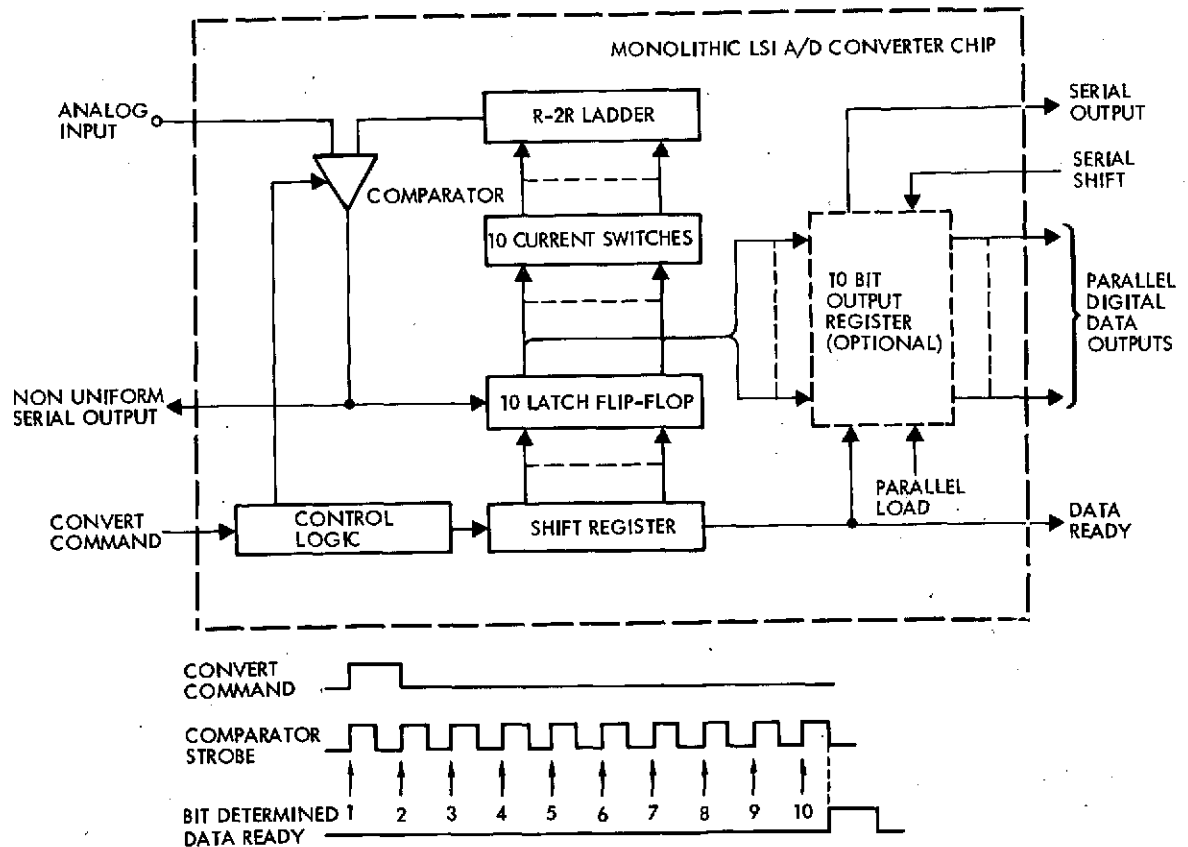 MONOLITHIC LSI A/D CONVERTER CHIP
ANALOG
INPUT
R-2R LADDER
SERIAL
OUTPUT
SERIAL
SHIFT
COMPARATOR
10 CURRENT SWITCHES
10 BIT
OUTPUT
REGISTER
(OPTIONAL)
PARALLEL
DIGITAL
DATA
OUTPUTS
NON UNIFORM
SERIAL OUTPUT
10 LATCH FLIP-FLOP
PARALLEL
LOAD
CONVERT
COMMAND
CONTROL
LOGIC
SHIFT REGISTER
DATA
READY
CONVERT
COMMAND
COMPARATOR
STROBE
BIT DETERMINED 1 2 3 4 5 6 7 8 9 10
DATA READY